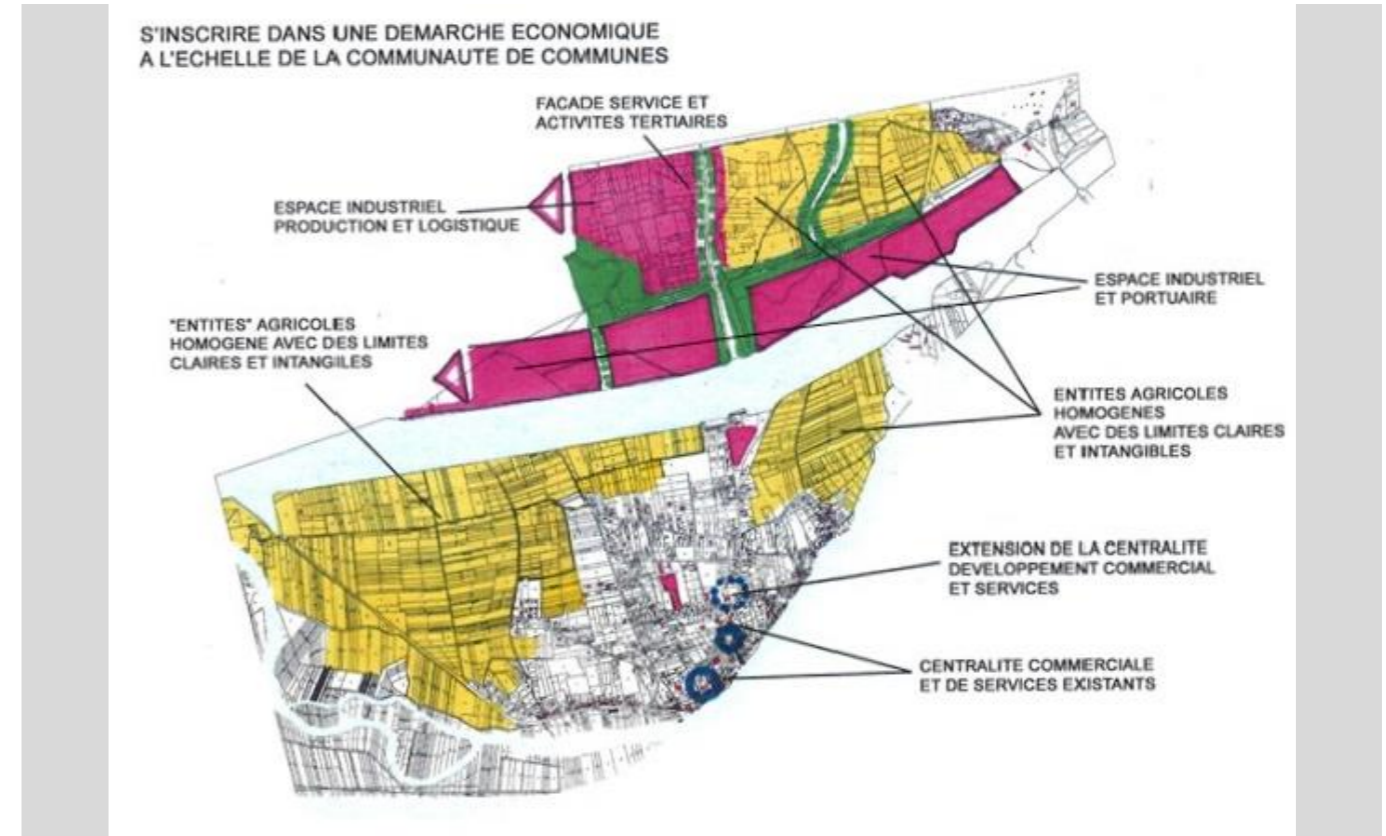 S'INSCRIRE DANS UNE DEMARCHE ECONOMIQUE
A L'ECHELLE DE LA COMMUNAUTE DE COMMUNES
FACADE SERVICE ET
ACTIVITES TERTIAIRES
ESPACE INDUSTRIEL
PRODUCTION ET LOGISTIQUE
ESPACE INDUSTRIEL
ET PORTUAIRE
"ENTITES" AGRICOLES
HOMOGENE AVEC DES LIMITES
CLAIRES ET INTANGILES
ENTITES AGRICOLES
HOMOGENES
AVEC DES LIMITES CLAIRES
ET INTANGIBLES
EXTENSION DE LA CENTRALITE
DEVELOPPEMENT COMMERCIAL
ET SERVICES
CENTRALITE COMMERCIALE
ET DE SERVICES EXISTANTS